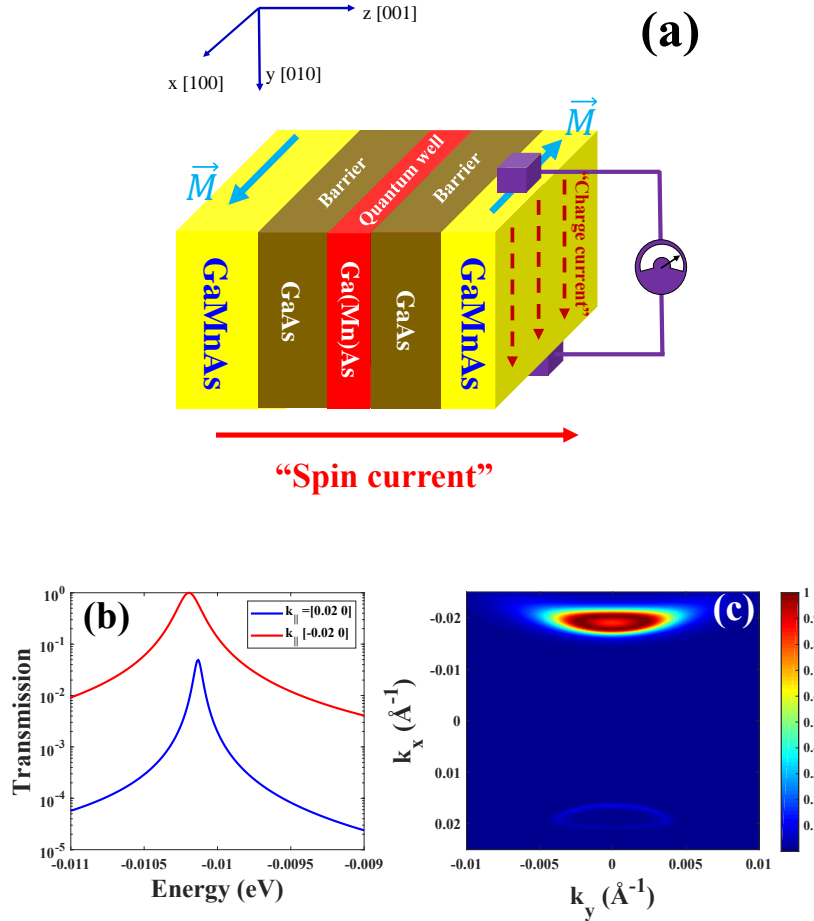 (a)
z [001]
x [100]
y [010]
M
M
Barrier
Quantum well
Barrier
"Charge current"
GaMnAs
GaAs
Ga(Mn)As
GaAs
GaMnAs
“Spin current”
(b)
k|| =[0.02 0]
k|| [-0.02 0]
Transmission
10^0
10^-1
10^-2
10^-3
10^-4
10^-5
-0.011
-0.0105
-0.01
-0.0095
-0.009
Energy (eV)
(c)
k_x (Å^-1)
-0.02
-0.01
0
0.01
0.02
-0.01
-0.005
0
0.005
0.01
k_y (Å^-1)
1